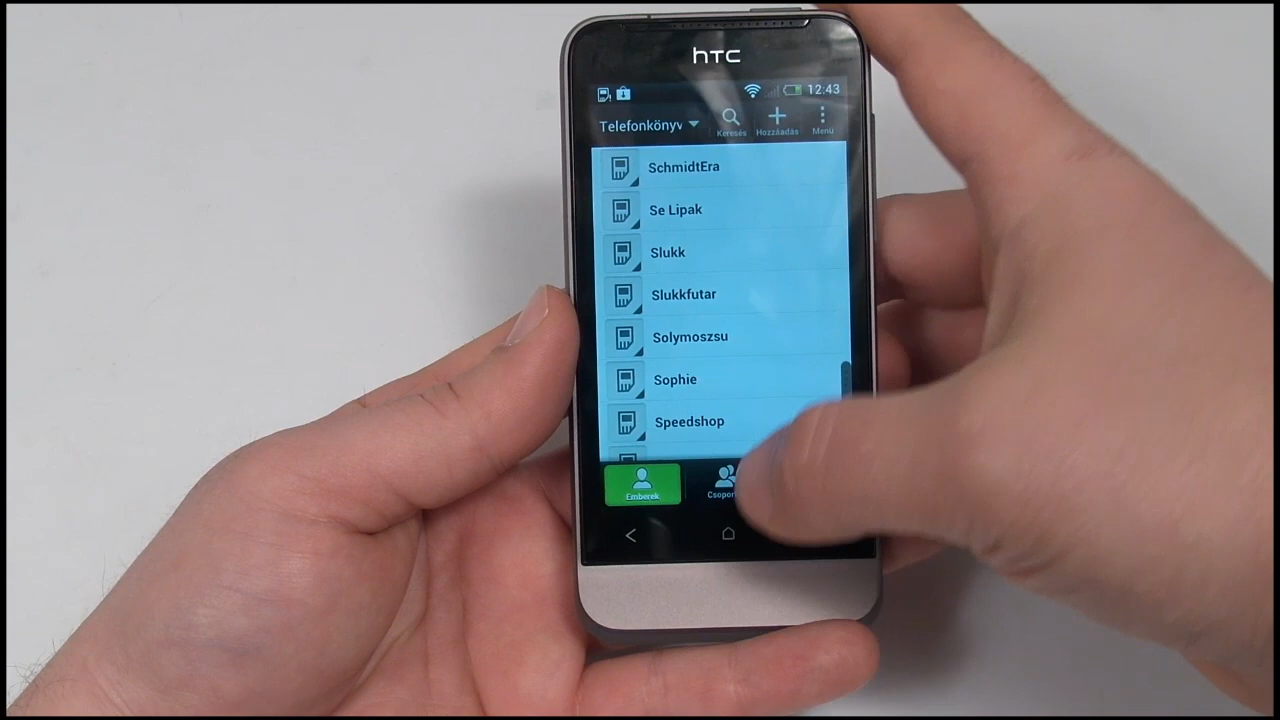 hTC
12:43
Telefonkönyv
Keresés
Hozzáadás
Menü
SchmidtEra
Se Lipak
Slukk
Slukkfutar
Solymoszsu
Sophie
Speedshop
Emberek